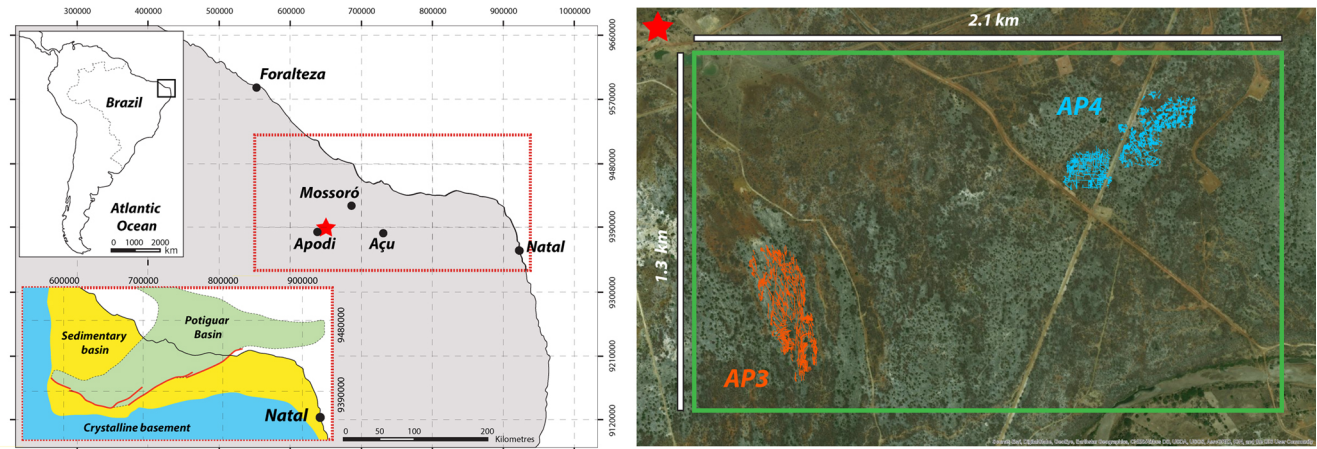 300000 400000 500000 600000 700000 800000 900000 1000000
9660000
9570000
9480000
9390000
9300000
9210000
9120000
Foralteza
Mossoró
Apodi
Açu
Natal
Brazil
Atlantic
Ocean
0 1000 2000
km
600000 700000 800000 900000
9480000
9390000
Potiguar
Basin
Sedimentary
basin
Natal
Crystalline basement
0 50 100 200
Kilometres
2.1 km
1.3 km
AP4
AP3